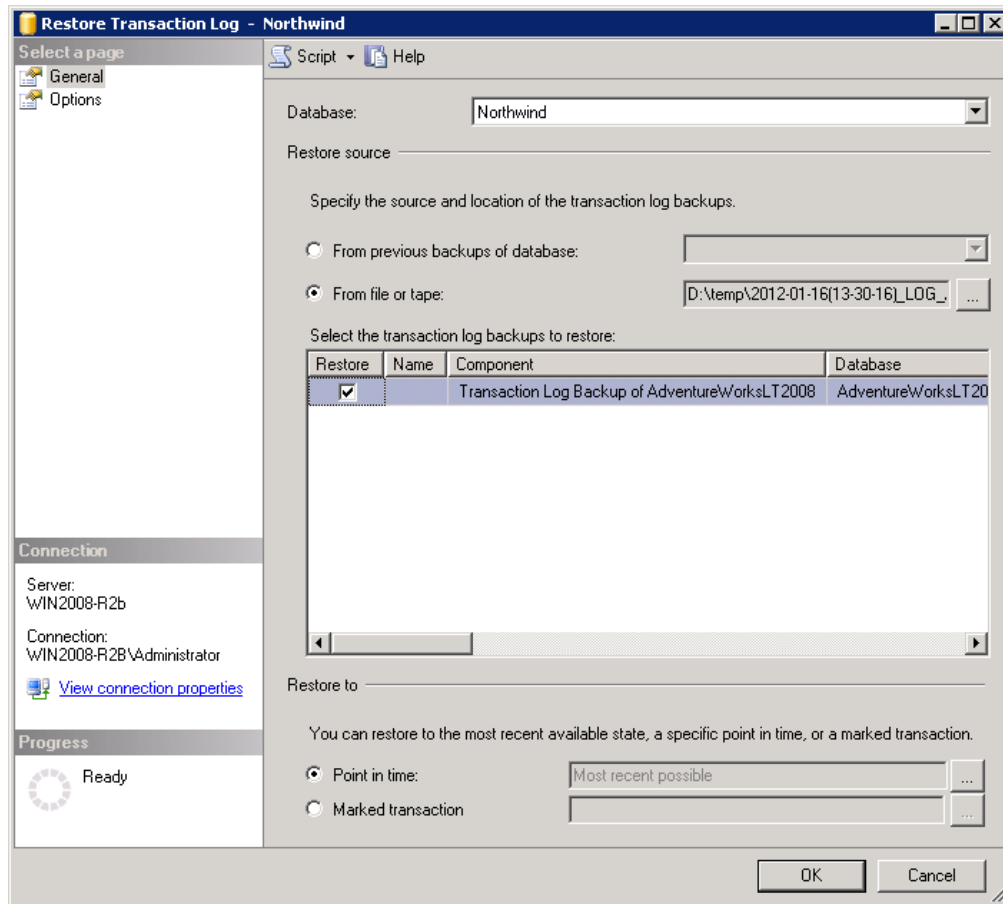 Restore Transaction Log - Northwind
Select a page
General
Options
Script
Help
Database:
Northwind
Restore source
Specify the source and location of the transaction log backups.
From previous backups of database:
From file or tape:
D:\temp\2012-01-16(13-30-16)_LOG_
...
Select the transaction log backups to restore:
Restore Name Component Database
Transaction Log Backup of AdventureWorksLT2008 AdventureWorksLT20
Connection
Server:
WIN2008-R2b
Connection:
WIN2008-R2B\Administrator
View connection properties
Progress
Ready
Restore to
You can restore to the most recent available state, a specific point in time, or a marked transaction.
Point in time:
Most recent possible
...
Marked transaction
...
OK
Cancel